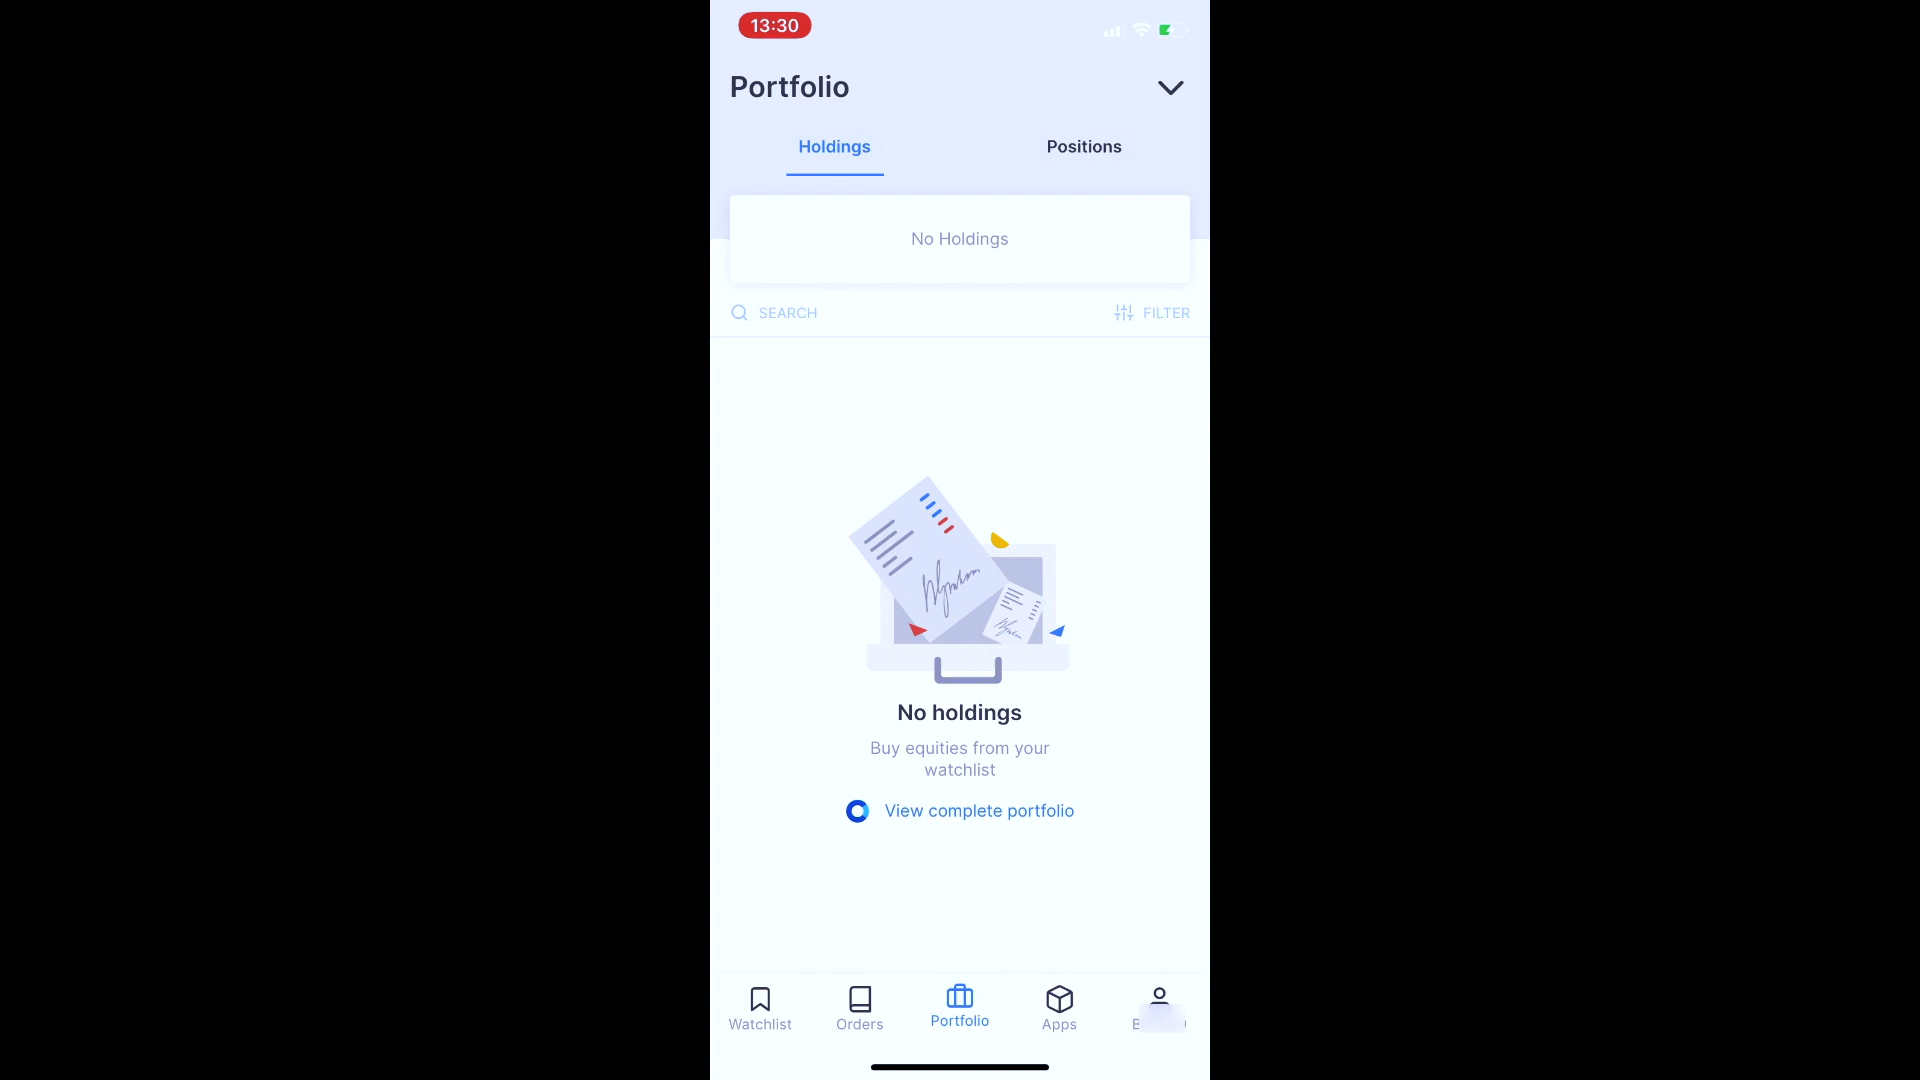 13:30
Portfolio
Holdings
Positions
No Holdings
SEARCH
FILTER
No holdings
Buy equities from your
watchlist
View complete portfolio
Watchlist
Orders
Portfolio
Apps